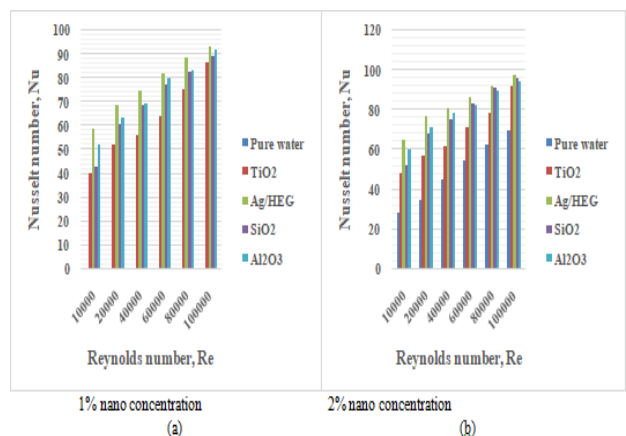 Nusselt number, Nu
100
90
80
70
60
50
40
30
20
10
0
10000
20000
40000
60000
80000
100000
Reynolds number, Re
Pure water
TiO2
Ag/HEG
SiO2
Al2O3
1% nano concentration
(a)
Nusselt number, Nu
120
100
80
60
40
20
0
10000
20000
40000
60000
80000
100000
Reynolds number, Re
Pure water
TiO2
Ag/HEG
SiO2
Al2O3
2% nano concentration
(b)